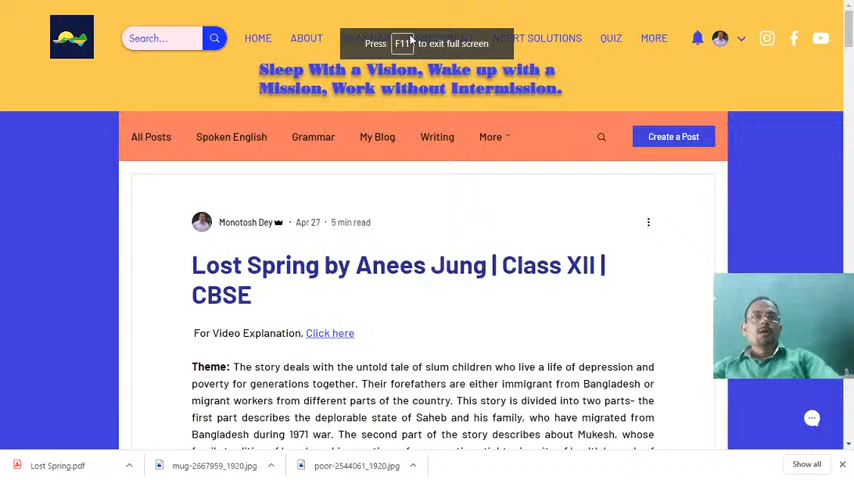 Search...
HOME
ABOUT
NCERT SOLUTIONS
QUIZ
MORE
Press F11 to exit full screen
Sleep With a Vision, Wake up with a
Mission, Work without Intermission.
All Posts
Spoken English
Grammar
My Blog
Writing
More
Create a Post
Monotosh Dey
Apr 27 · 5 min read
Lost Spring by Anees Jung | Class XII |
CBSE
For Video Explanation, Click here
Theme: The story deals with the untold tale of slum children who live a life of depression and
poverty for generations together. Their forefathers are either immigrant from Bangladesh or
migrant workers from different parts of the country. This story is divided into two parts- the
first part describes the deplorable state of Saheb and his family, who have migrated from
Bangladesh during 1971 war. The second part of the story describes about Mukesh, whose
Lost Spring.pdf
mug-2667959_1920.jpg
poor-2544061_1920.jpg
Show all